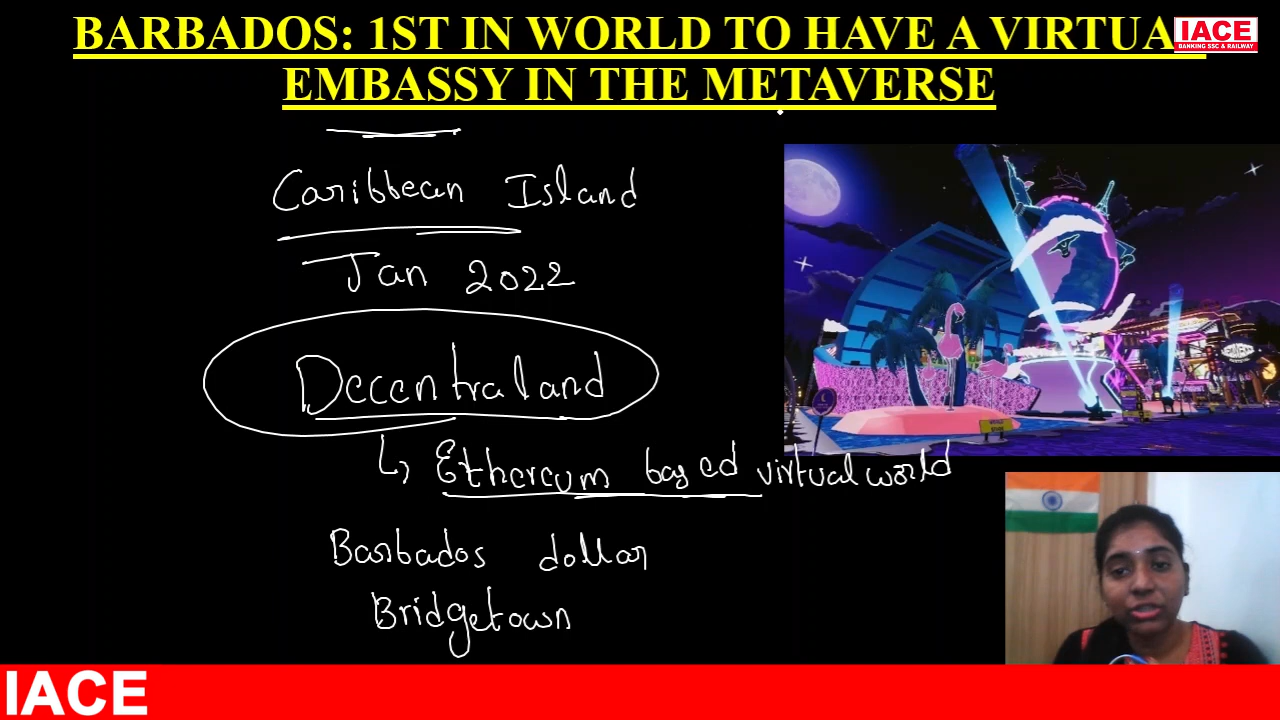 BARBADOS: 1ST IN WORLD TO HAVE A VIRTUA
IACE
BANKING SSC & RAILWAY
EMBASSY IN THE METAVERSE
Caribbean Island
Jan 2022
Decentraland
Ethereum based virtual world
Barbados dollar
Bridgetown
IACE